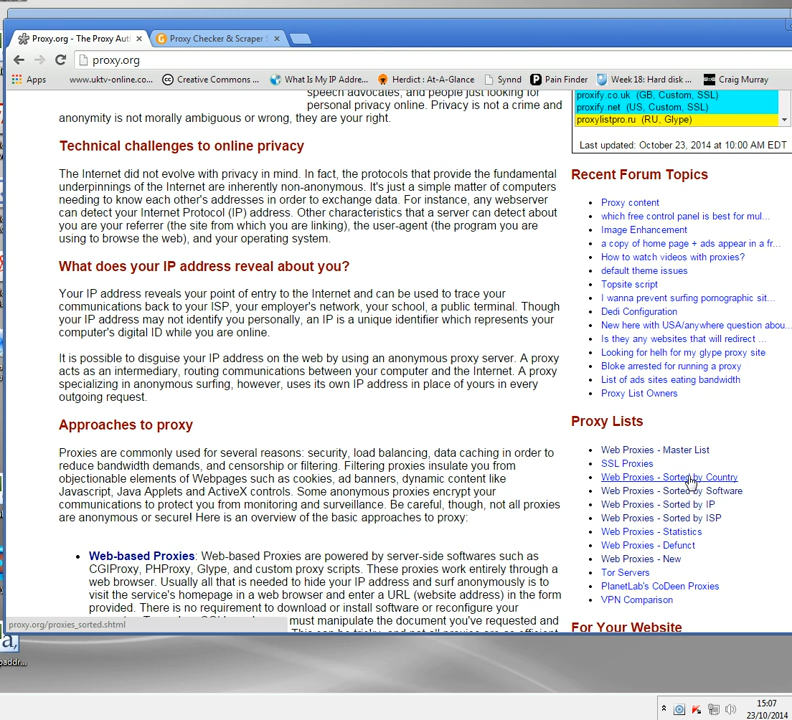 Proxy.org - The Proxy Aut
Proxy Checker & Scraper S
proxy.org
Apps
www.uktv-online.co...
Creative Commons ...
What Is My IP Addre...
Herdict : At-A-Glance
Synnd
Pain Finder
Week 18: Hard disk ...
Craig Murray
speech advocates, and people just looking for
personal privacy online. Privacy is not a crime and
anonymity is not morally ambiguous or wrong, they are your right.
Technical challenges to online privacy
The Internet did not evolve with privacy in mind. In fact, the protocols that provide the fundamental
underpinnings of the Internet are inherently non-anonymous. It's just a simple matter of computers
needing to know each other's addresses in order to exchange data. For instance, any webserver
can detect your Internet Protocol (IP) address. Other characteristics that a server can detect about
you are your referrer (the site from which you are linking), the user-agent (the program you are
using to browse the web), and your operating system.
What does your IP address reveal about you?
Your IP address reveals your point of entry to the Internet and can be used to trace your
communications back to your ISP, your employer's network, your school, a public terminal. Though
your IP address may not identify you personally, an IP is a unique identifier which represents your
computer's digital ID while you are online.
It is possible to disguise your IP address on the web by using an anonymous proxy server. A proxy
acts as an intermediary, routing communications between your computer and the Internet. A proxy
specializing in anonymous surfing, however, uses its own IP address in place of yours in every
outgoing request.
Approaches to proxy
Proxies are commonly used for several reasons: security, load balancing, data caching in order to
reduce bandwidth demands, and censorship or filtering. Filtering proxies insulate you from
objectionable elements of Webpages such as cookies, ad banners, dynamic content like
Javascript, Java Applets and ActiveX controls. Some anonymous proxies encrypt your
communications to protect you from monitoring and surveillance. Be careful, though, not all proxies
are anonymous or secure! Here is an overview of the basic approaches to proxy:
Web-based Proxies: Web-based Proxies are powered by server-side softwares such as
CGIProxy, PHProxy, Glype, and custom proxy scripts. These proxies work entirely through a
web browser. Usually all that is needed to hide your IP address and surf anonymously is to
visit the service's homepage in a web browser and enter a URL (website address) in the form
provided. There is no requirement to download or install software or reconfigure your
must manipulate the document you've requested and
proxy.org/proxies_sorted.shtml
proxify.co.uk (GB, Custom, SSL)
proxify.net (US, Custom, SSL)
proxylistpro.ru (RU, Glype)
Last updated: October 23, 2014 at 10:00 AM EDT
Recent Forum Topics
Proxy content
which free control panel is best for mul...
Image Enhancement
a copy of home page + ads appear in a fr...
How to watch videos with proxies?
default theme issues
Topsite script
I wanna prevent surfing pornographic sit...
Dedi Configuration
New here with USA/anywhere question abou...
Is they any websites that will redirect ...
Looking for helh for my glype proxy site
Bloke arrested for running a proxy
List of ads sites eating bandwidth
Proxy List Owners
Proxy Lists
Web Proxies - Master List
SSL Proxies
Web Proxies - Sorted by Country
Web Proxies - Sorted by Software
Web Proxies - Sorted by IP
Web Proxies - Sorted by ISP
Web Proxies - Statistics
Web Proxies - Defunct
Web Proxies - New
Tor Servers
PlanetLab's CoDeen Proxies
VPN Comparison
For Your Website
15:07
23/10/2014